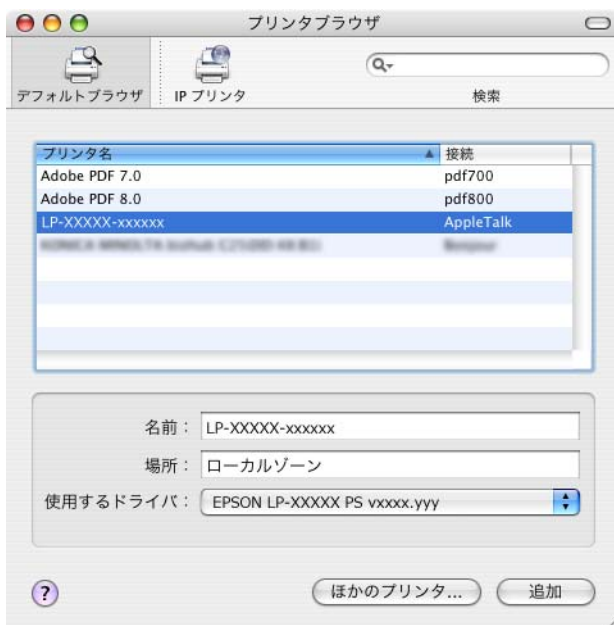 プリンタブラウザ
デフォルトブラウザ
IP プリンタ
検索
プリンタ名 接続
Adobe PDF 7.0 pdf700
Adobe PDF 8.0 pdf800
LP-XXXXX-xxxxxx AppleTalk
名前：LP-XXXXX-xxxxxx
場所：ローカルゾーン
使用するドライバ：EPSON LP-XXXXX PS vxxxx.yyy
? ほかのプリンタ... 追加